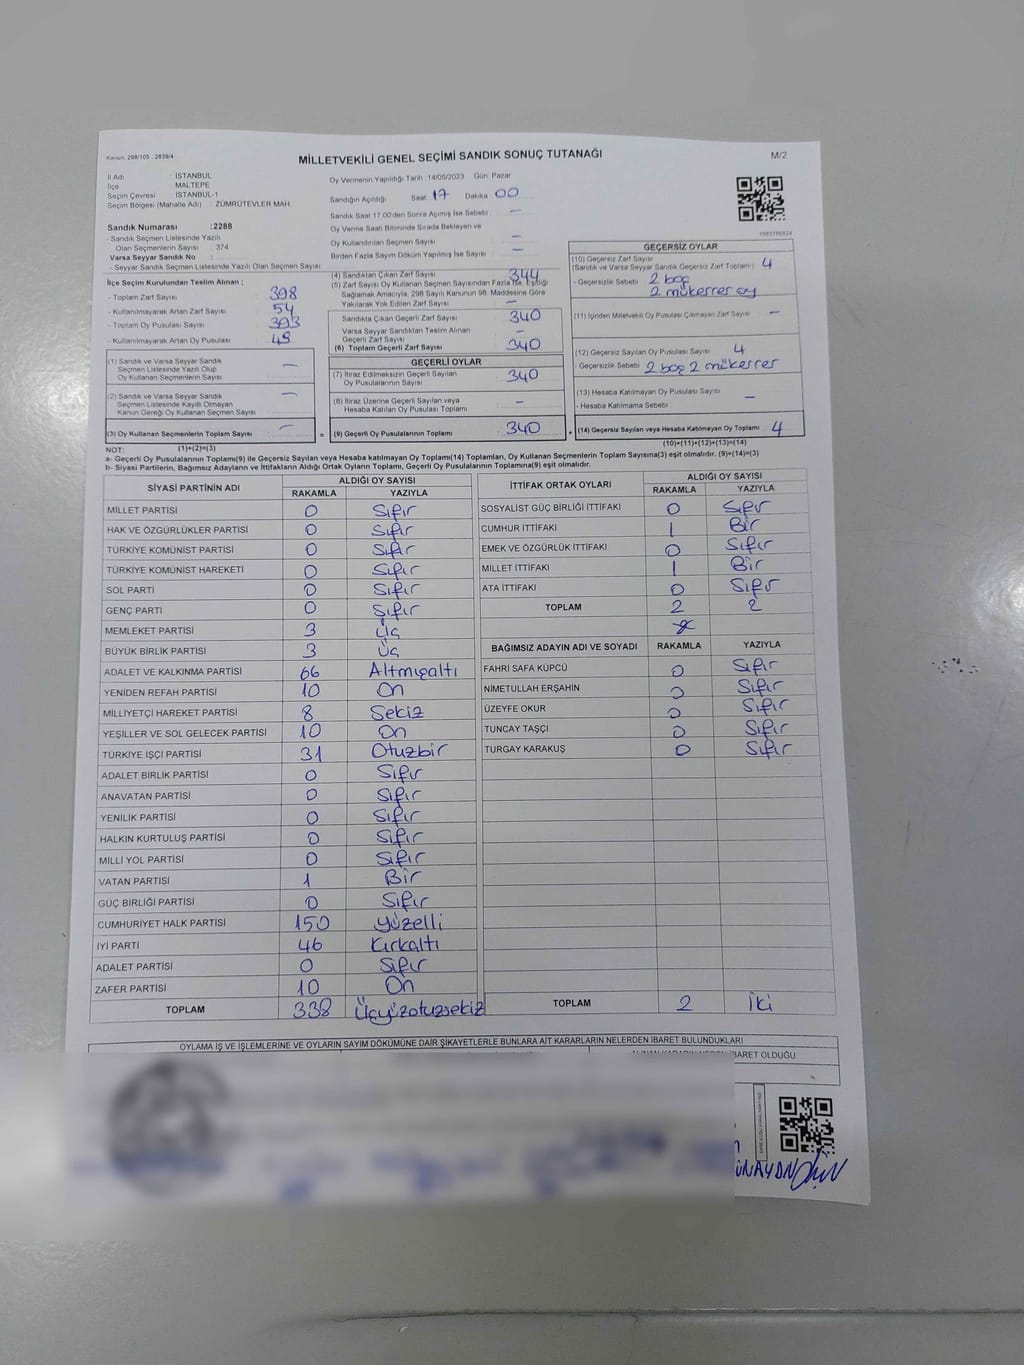 Kanun: 298/105 , 2839/4
MİLLETVEKİLİ GENEL SEÇİMİ SANDIK SONUÇ TUTANAĞI
M/2
İl Adı : İSTANBUL
İlçe : MALTEPE
Seçim Çevresi : İSTANBUL-1
Seçim Bölgesi (Mahalle Adı) : ZÜMRÜTEVLER MAH.
Sandık Numarası :2288
- Sandık Seçmen Listesinde Yazılı
Olan Seçmenlerin Sayısı : 374
Varsa Seyyar Sandık No :
- Seyyar Sandık Seçmen Listesinde Yazılı Olan Seçmen Sayısı
Oy Vermenin Yapıldığı Tarih : 14/05/2023 Gün: Pazar
Sandığın Açıldığı Saat 17 Dakika 00
Sandık Saat 17.00'den Sonra Açılmış İse Sebebi : -
Oy Verme Saati Bitiminde Sırada Bekleyen ve
Oy Kullandırılan Seçmen Sayısı -
Birden Fazla Sayım Döküm Yapılmış İse Sayısı -
İlçe Seçim Kurulundan Teslim Alınan ;
- Toplam Zarf Sayısı : 398
- Kullanılmayarak Artan Zarf Sayısı : 54
- Toplam Oy Pusulası Sayısı : 393
- Kullanılmayarak Artan Oy Pusulası : 49
(1) Sandık ve Varsa Seyyar Sandık
Seçmen Listesinde Yazılı Olup
Oy Kullanan Seçmenlerin Sayısı : -
(2) Sandık ve Varsa Seyyar Sandık
Seçmen Listesinde Kayıtlı Olmayan
Kanun Gereği Oy Kullanan Seçmen Sayısı : -
(3) Oy Kullanan Seçmenlerin Toplam Sayısı : -
(4) Sandıktan Çıkan Zarf Sayısı 344
(5) Zarf Sayısı Oy Kullanan Seçmen Sayısından Fazla İse, Eşitliği
Sağlamak Amacıyla, 298 Sayılı Kanunun 98. Maddesine Göre
Yakılarak Yok Edilen Zarf Sayısı -
Sandıkta Çıkan Geçerli Zarf Sayısı 340
Varsa Seyyar Sandıktan Teslim Alınan
Geçerli Zarf Sayısı -
(6) Toplam Geçerli Zarf Sayısı 340
GEÇERLİ OYLAR
(7) İtiraz Edilmeksizin Geçerli Sayılan
Oy Pusulalarının Sayısı 340
(8) İtiraz Üzerine Geçerli Sayılan veya
Hesaba Katılan Oy Pusulası Toplamı -
= (9) Geçerli Oy Pusulalarının Toplamı 340
GEÇERSİZ OYLAR
(10) Geçersiz Zarf Sayısı
(Sandık ve Varsa Seyyar Sandık Geçersiz Zarf Toplamı) 4
- Geçersizlik Sebebi : 2 boş
2 mükerrer oy
(11) İçinden Milletvekili Oy Pusulası Çıkmayan Zarf Sayısı -
(12) Geçersiz Sayılan Oy Pusulası Sayısı 4
- Geçersizlik Sebebi 2 boş 2 mükerrer
(13) Hesaba Katılmayan Oy Pusulası Sayısı
- Hesaba Katılmama Sebebi -
+ (14) Geçersiz Sayılan veya Hesaba Katılmayan Oy Toplamı 4
NOT: (1)+(2)=(3) (10)+(11)+(12)+(13)=(14)
a- Geçerli Oy Pusulalarının Toplamı(9) ile Geçersiz Sayılan veya Hesaba katılmayan Oy Toplamı(14) Toplamları, Oy Kullanan Seçmenlerin Toplam Sayısına(3) eşit olmalıdır. (9)+(14)=(3)
b- Siyasi Partilerin, Bağımsız Adayların ve İttifakların Aldığı Ortak Oyların Toplamı, Geçerli Oy Pusulalarının Toplamına(9) eşit olmalıdır.
SİYASİ PARTİNİN ADI ALDIĞI OY SAYISI
RAKAMLA YAZIYLA
MİLLET PARTİSİ 0 Sıfır
HAK VE ÖZGÜRLÜKLER PARTİSİ 0 Sıfır
TÜRKİYE KOMÜNİST PARTİSİ 0 Sıfır
TÜRKİYE KOMÜNİST HAREKETİ 0 Sıfır
SOL PARTİ 0 Sıfır
GENÇ PARTİ 0 Sıfır
MEMLEKET PARTİSİ 3 Üç
BÜYÜK BİRLİK PARTİSİ 3 Üç
ADALET VE KALKINMA PARTİSİ 66 Altmışaltı
YENİDEN REFAH PARTİSİ 10 On
MİLLİYETÇİ HAREKET PARTİSİ 8 Sekiz
YEŞİLLER VE SOL GELECEK PARTİSİ 10 On
TÜRKİYE İŞÇİ PARTİSİ 31 Otuzbir
ADALET BİRLİK PARTİSİ 0 Sıfır
ANAVATAN PARTİSİ 0 Sıfır
YENİLİK PARTİSİ 0 Sıfır
HALKIN KURTULUŞ PARTİSİ 0 Sıfır
MİLLİ YOL PARTİSİ 0 Sıfır
VATAN PARTİSİ 1 Bir
GÜÇ BİRLİĞİ PARTİSİ 0 Sıfır
CUMHURİYET HALK PARTİSİ 150 yüzelli
İYİ PARTİ 46 Kırkaltı
ADALET PARTİSİ 0 Sıfır
ZAFER PARTİSİ 10 On
TOPLAM 338 Üçyüzotuzsekiz
İTTİFAK ORTAK OYLARI ALDIĞI OY SAYISI
RAKAMLA YAZIYLA
SOSYALİST GÜÇ BİRLİĞİ İTTİFAKI 0 Sıfır
CUMHUR İTTİFAKI 1 Bir
EMEK VE ÖZGÜRLÜK İTTİFAKI 0 Sıfır
MİLLET İTTİFAKI 1 Bir
ATA İTTİFAKI 0 Sıfır
TOPLAM 2 2
BAĞIMSIZ ADAYIN ADI VE SOYADI RAKAMLA YAZIYLA
FAHRİ SAFA KÜPCÜ 0 Sıfır
NİMETULLAH ERŞAHİN 0 Sıfır
ÜZEYFE OKUR 0 Sıfır
TUNCAY TAŞÇI 0 Sıfır
TURGAY KARAKUŞ 0 Sıfır
TOPLAM 2 İki
OYLAMA İŞ VE İŞLEMLERİNE VE OYLARIN SAYIM DÖKÜMÜNE DAİR ŞİKAYETLERLE BUNLARA AİT KARARLARIN NELERDEN İBARET BULUNDUKLARI
İBARET OLDUĞU